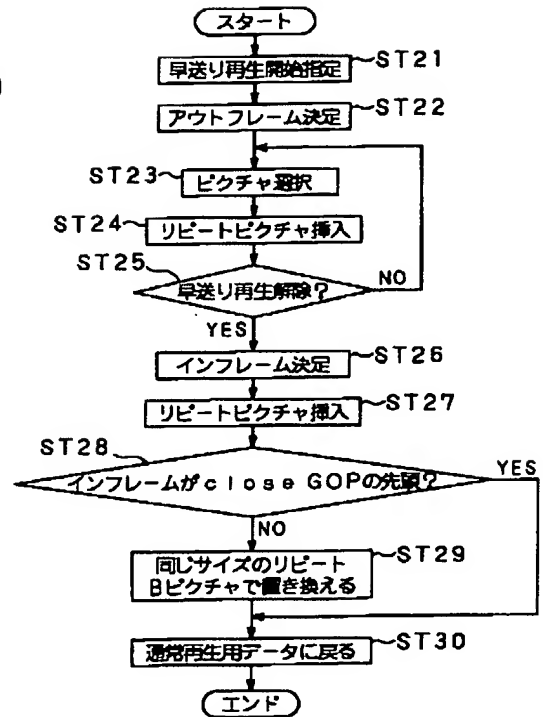 スタート
早送り再生開始指定
ST21
アウトフレーム決定
ST22
ST23
ピクチャ選択
ST24
リピートピクチャ挿入
ST25
早送り再生解除?
NO
YES
インフレーム決定
ST26
リピートピクチャ挿入
ST27
ST28
インフレームがclose GOPの先頭?
YES
NO
同じサイズのリピート
Bピクチャで置き換える
ST29
通常再生用データに戻る
ST30
エンド